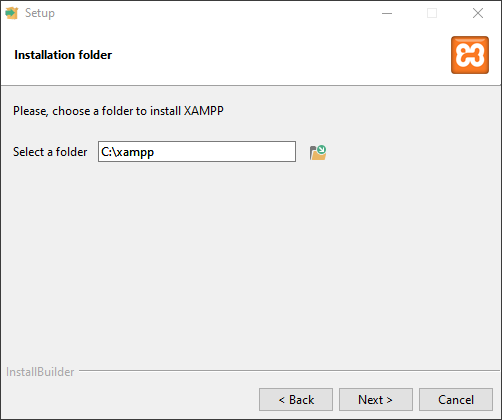 Setup
Installation folder
Please, choose a folder to install XAMPP
Select a folder C:\xampp
InstallBuilder
< Back Next > Cancel